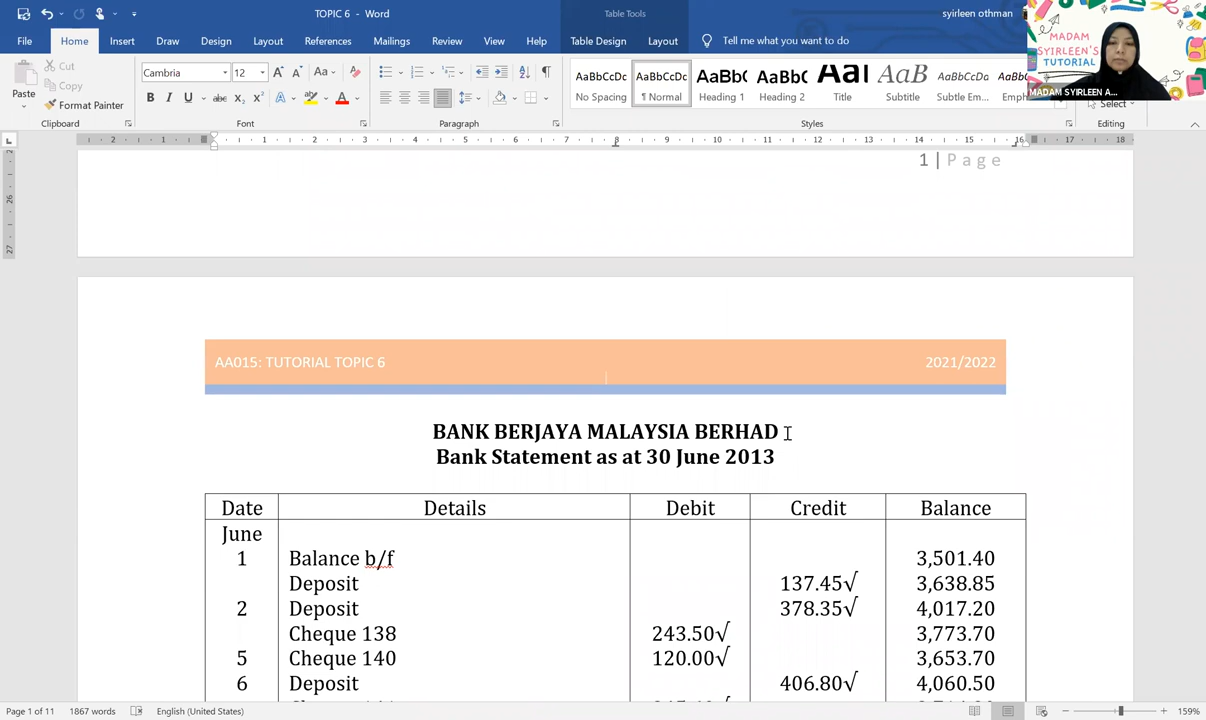 TOPIC 6 - Word
Table Tools
syirleen othman
File Home Insert Draw Design Layout References Mailings Review View Help Table Design Layout Tell me what you want to do
MADAM
SYIRLEEN'S
TUTORIAL
MADAM SYIRLEEN A...
Paste
Cut
Copy
Format Painter
Cambria 12
AaBbCcDc AaBbCcDc AaBbC AaBbCc AaI AaB AaBbCcDc AaBbCcDc
No Spacing ¶ Normal Heading 1 Heading 2 Title Subtitle Subtle Em...
Select
Clipboard Font Paragraph Styles Editing
1 | Page
AA015: TUTORIAL TOPIC 6 2021/2022
BANK BERJAYA MALAYSIA BERHAD
Bank Statement as at 30 June 2013
Date Details Debit Credit Balance
June
1 Balance b/f 3,501.40
Deposit 137.45√ 3,638.85
2 Deposit 378.35√ 4,017.20
Cheque 138 243.50√ 3,773.70
5 Cheque 140 120.00√ 3,653.70
6 Deposit 406.80√ 4,060.50
Page 1 of 11 1867 words English (United States) 159%